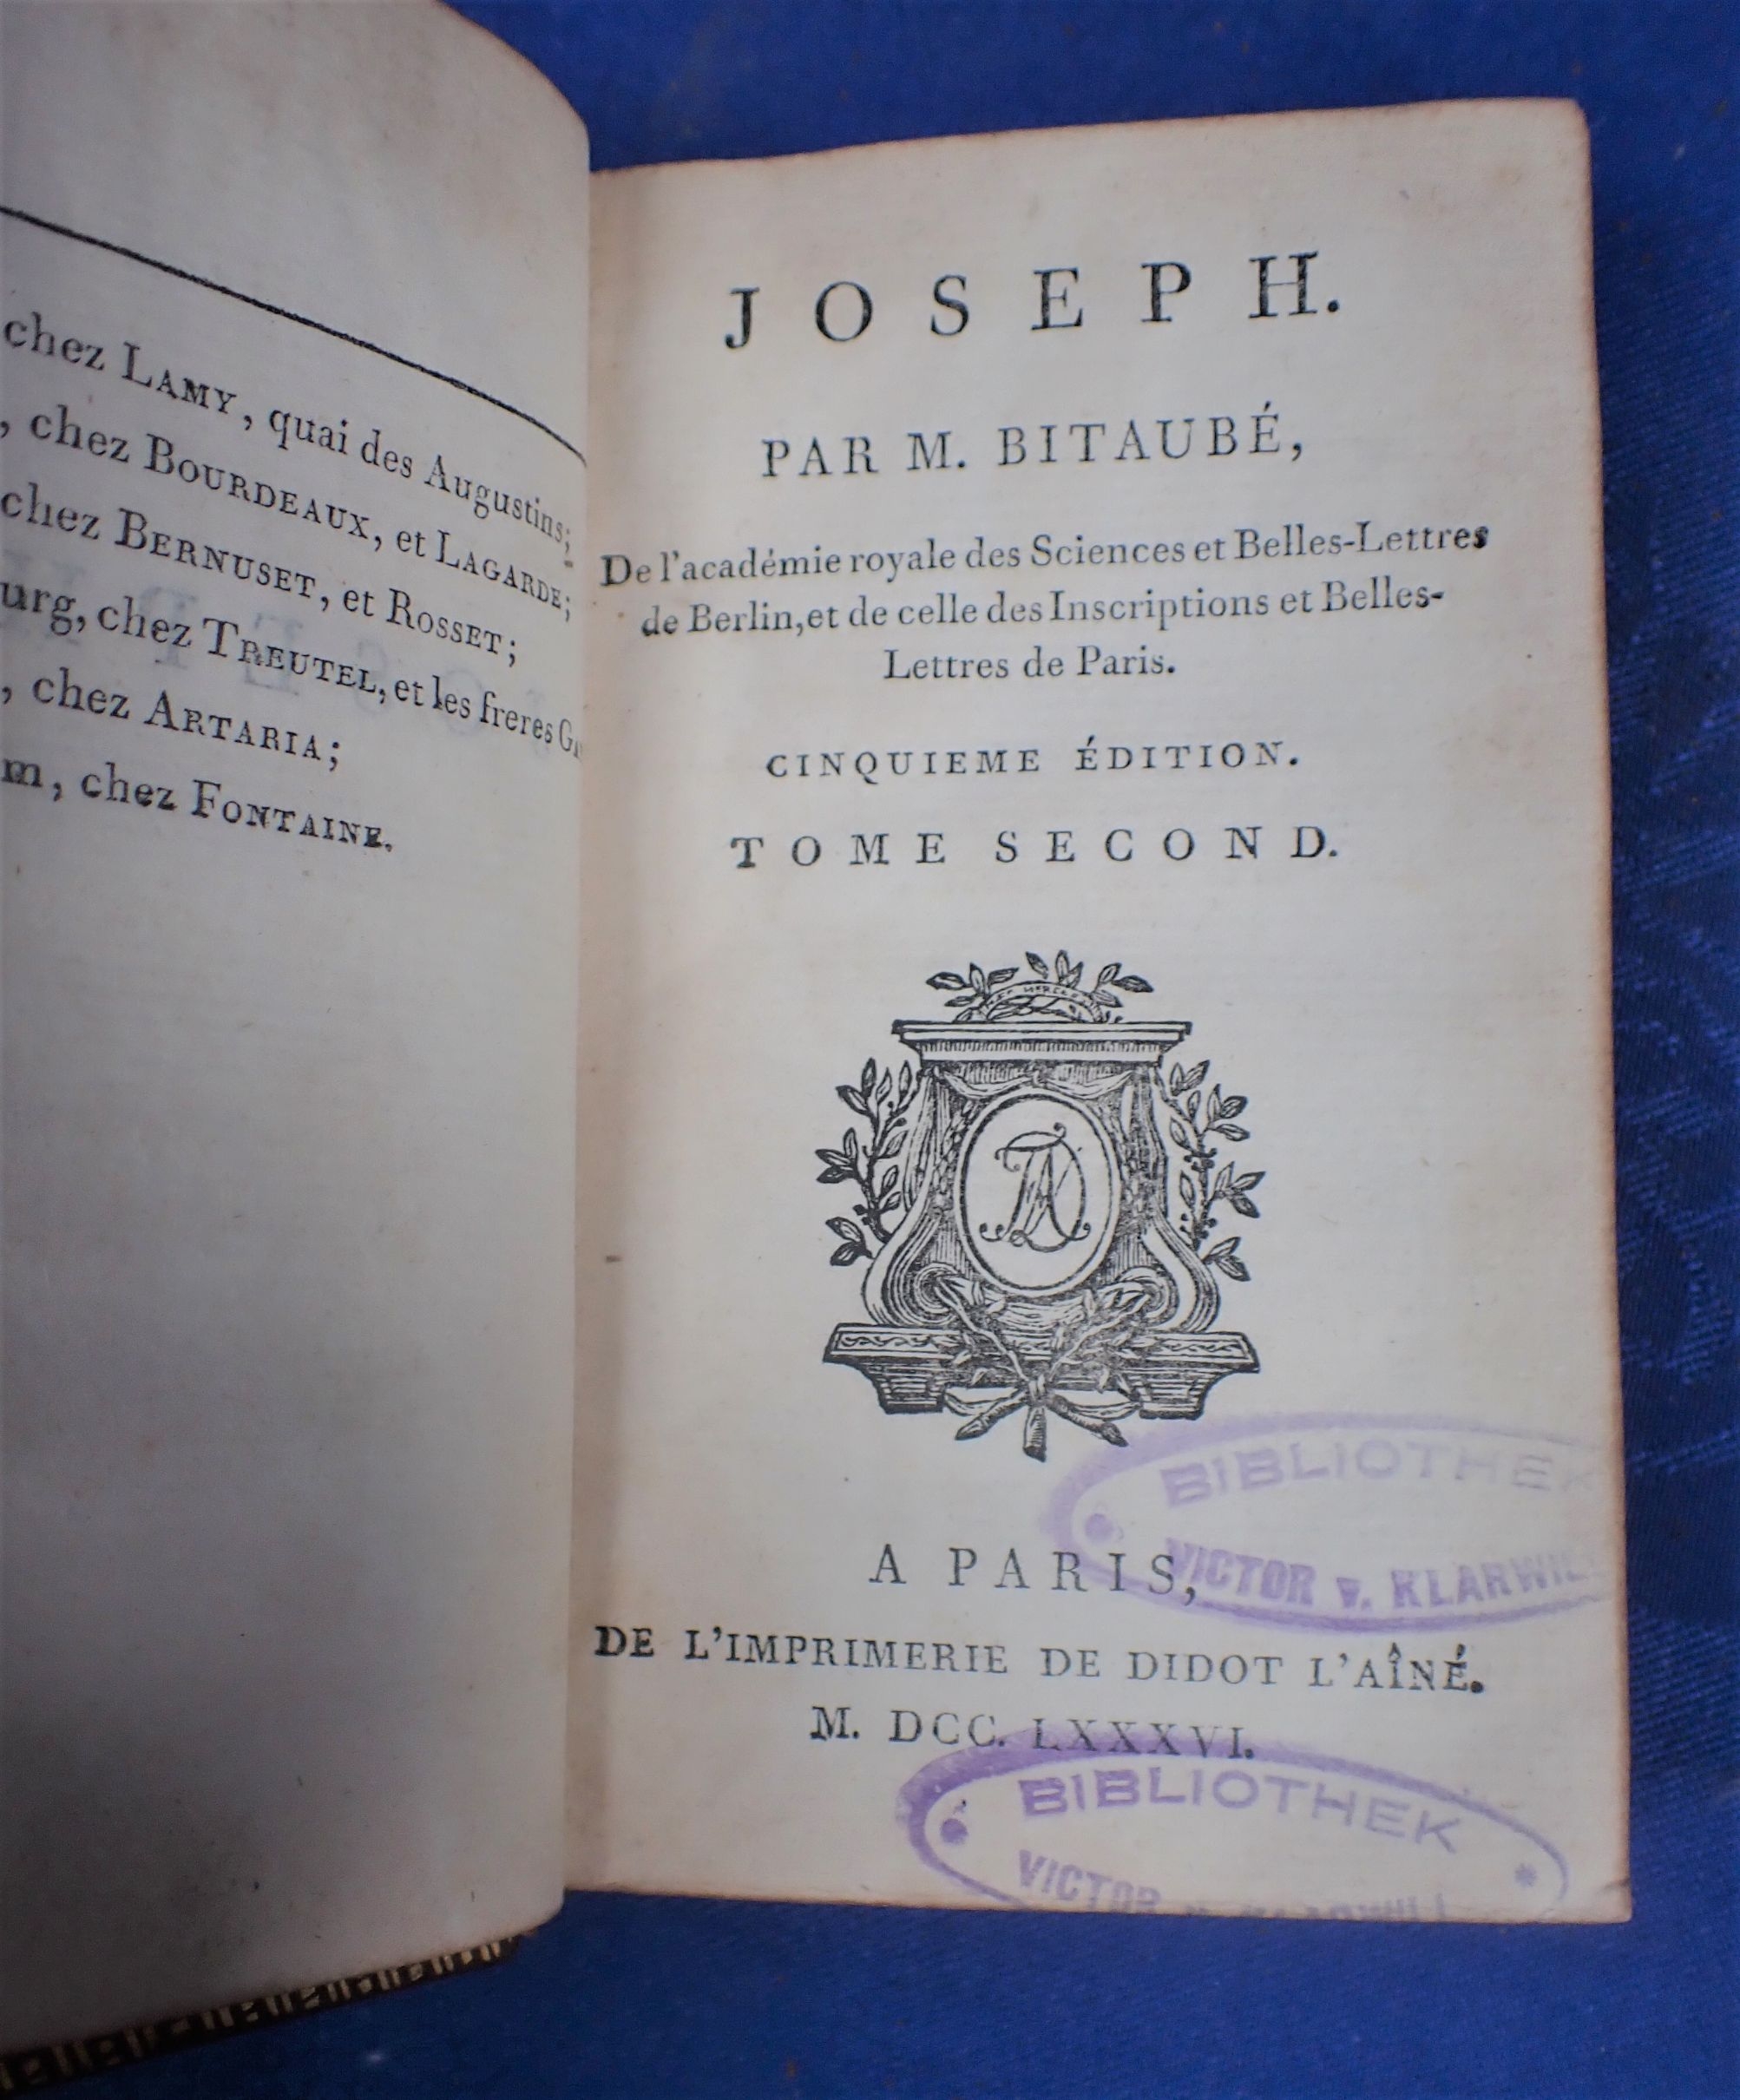 chez LAMY, quai des Augustins;
, chez BOURDEAUX, et LAGARDE;
chez BERNUSET, et ROSSET;
urg, chez TREUTEL, et les freres
, chez ARTARIA;
m, chez FONTAINE.
JOSEPH.
PAR M. BITAUBÉ,
De l'académie royale des Sciences et Belles-Lettres
de Berlin, et de celle des Inscriptions et Belles-
Lettres de Paris.
CINQUIEME ÉDITION.
TOME SECOND.
A PARIS,
DE L'IMPRIMERIE DE DIDOT L'AÎNÉ.
M. DCC. LXXXVI.
BIBLIOTHEK
VICTOR v. KLARWIL
BIBLIOTHEK
VICTOR v. KLARWILL